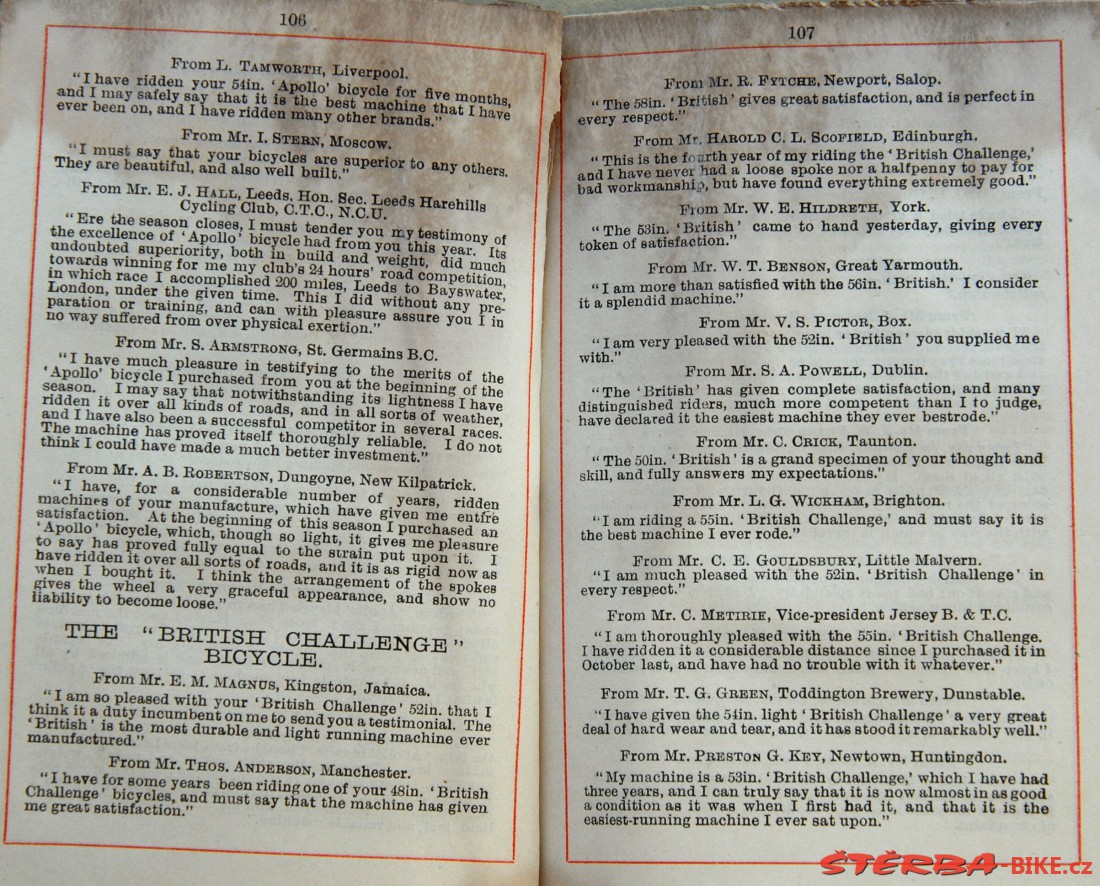 106
From L. TAMWORTH, Liverpool.
"I have ridden your 54in. 'Apollo' bicycle for five months,
and I may safely say that it is the best machine that I have
ever been on, and I have ridden many other brands."
From Mr. I. STERN, Moscow.
"I must say that your bicycles are superior to any others.
They are beautiful, and also well built."
From Mr. E. J. HALL, Leeds, Hon. Sec. Leeds Harehills
Cycling Club, C.T.C., N.C.U.
"Ere the season closes, I must tender you my testimony of
the excellence of 'Apollo' bicycle had from you this year. Its
undoubted superiority, both in build and weight, did much
towards winning for me my club's 24 hours' road competition,
in which race I accomplished 200 miles, Leeds to Bayswater,
London, under the given time. This I did without any pre-
paration or training, and can with pleasure assure you I in
no way suffered from over physical exertion."
From Mr. S. ARMSTRONG, St. Germains B.C.
"I have much pleasure in testifying to the merits of the
'Apollo' bicycle I purchased from you at the beginning of the
season. I may say that notwithstanding its lightness I have
ridden it over all kinds of roads, and in all sorts of weather,
and I have also been a successful competitor in several races.
The machine has proved itself thoroughly reliable. I do not
think I could have made a much better investment."
From Mr. A. B. ROBERTSON, Dungoyne, New Kilpatrick.
"I have, for a considerable number of years, ridden
machines of your manufacture, which have given me entire
satisfaction. At the beginning of this season I purchased an
'Apollo' bicycle, which, though so light, it gives me pleasure
to say has proved fully equal to the strain put upon it. I
have ridden it over all sorts of roads, and it is as rigid now as
when I bought it. I think the arrangement of the spokes
gives the wheel a very graceful appearance, and show no
liability to become loose."
THE "BRITISH CHALLENGE"
BICYCLE.
From Mr. E. M. MAGNUS, Kingston, Jamaica.
"I am so pleased with your 'British Challenge' 52in. that I
think it a duty incumbent on me to send you a testimonial. The
'British' is the most durable and light running machine ever
manufactured."
From Mr. THOS. ANDERSON, Manchester.
"I have for some years been riding one of your 48in. 'British
Challenge' bicycles, and must say that the machine has given
me great satisfaction."
107
From Mr. R. FYTCHE, Newport, Salop.
"The 58in. 'British' gives great satisfaction, and is perfect in
every respect."
From Mr. HAROLD C. L. SCOFIELD, Edinburgh.
"This is the fourth year of my riding the 'British Challenge,'
and I have never had a loose spoke nor a halfpenny to pay for
bad workmanship, but have found everything extremely good."
From Mr. W. E. HILDRETH, York.
"The 53in. 'British' came to hand yesterday, giving every
token of satisfaction."
From Mr. W. T. BENSON, Great Yarmouth.
"I am more than satisfied with the 56in. 'British.' I consider
it a splendid machine."
From Mr. V. S. PICTOR, Box.
"I am very pleased with the 52in. 'British' you supplied me
with."
From Mr. S. A. POWELL, Dublin.
"The 'British' has given complete satisfaction, and many
distinguished riders, much more competent than I to judge,
have declared it the easiest machine they ever bestrode."
From Mr. C. CRICK, Taunton.
"The 50in. 'British' is a grand specimen of your thought and
skill, and fully answers my expectations."
From Mr. L. G. WICKHAM, Brighton.
"I am riding a 55in. 'British Challenge,' and must say it is
the best machine I ever rode."
From Mr. C. E. GOULDSBURY, Little Malvern.
"I am much pleased with the 52in. 'British Challenge' in
every respect."
From Mr. C. METIRIE, Vice-president Jersey B. & T.C.
"I am thoroughly pleased with the 55in. 'British Challenge.
I have ridden it a considerable distance since I purchased it in
October last, and have had no trouble with it whatever."
From Mr. T. G. GREEN, Toddington Brewery, Dunstable.
"I have given the 54in. light 'British Challenge' a very great
deal of hard wear and tear, and it has stood it remarkably well."
From Mr. PRESTON G. KEY, Newtown, Huntingdon.
"My machine is a 53in. 'British Challenge,' which I have had
three years, and I can truly say that it is now almost in as good
a condition as it was when I first had it, and that it is the
easiest-running machine I ever sat upon."
ŠTĚRBA-BIKE.cz